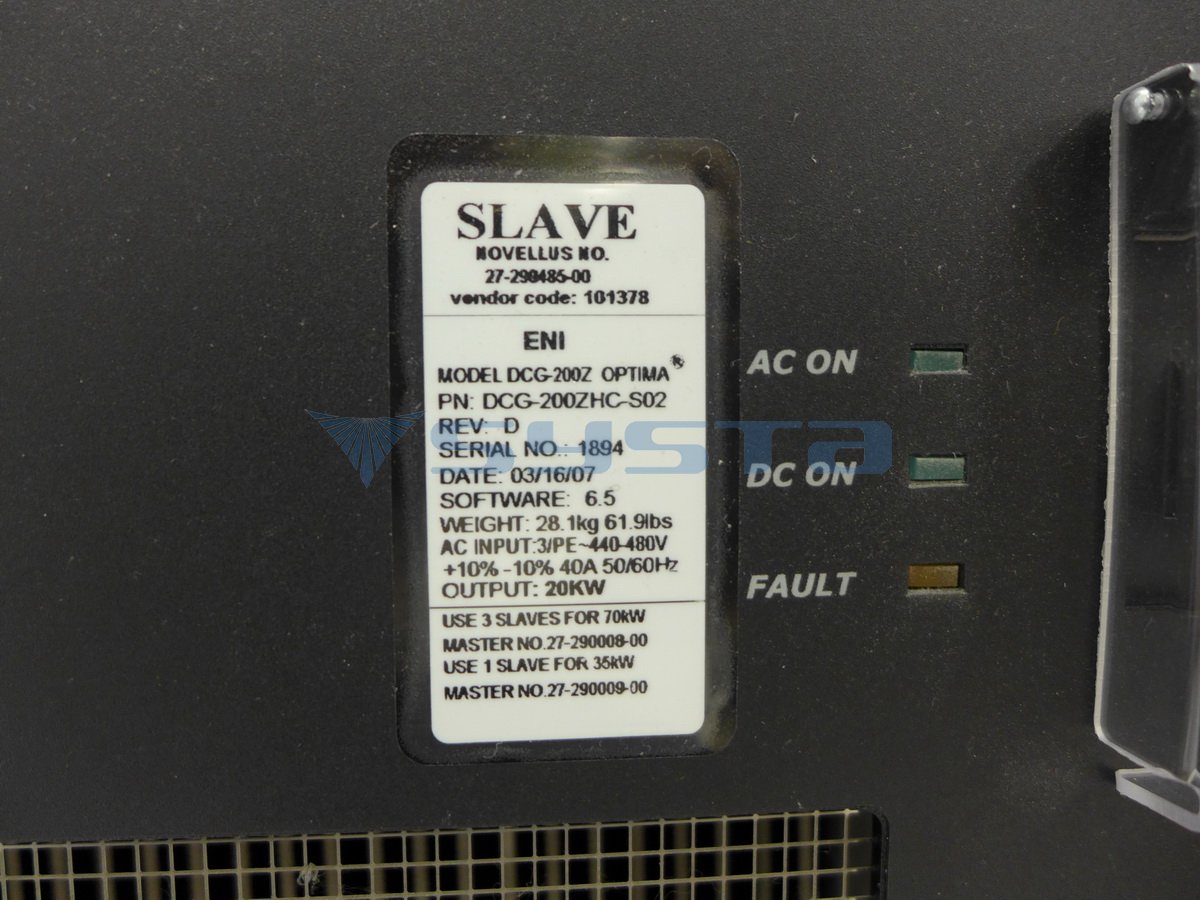 SLAVE
NOVELLUS NO.
27-290485-00
vendor code: 101378
ENI
MODEL DCG-200Z OPTIMA®
PN: DCG-200ZHC-S02
REV: D
SERIAL NO.: 1894
DATE: 03/16/07
SOFTWARE: 6.5
WEIGHT: 28.1kg 61.9lbs
AC INPUT:3/PE~440-480V
+10% -10% 40A 50/60Hz
OUTPUT: 20KW
USE 3 SLAVES FOR 70kW
MASTER NO.27-290008-00
USE 1 SLAVE FOR 35kW
MASTER NO.27-290009-00
AC ON
DC ON
FAULT
SYSTA